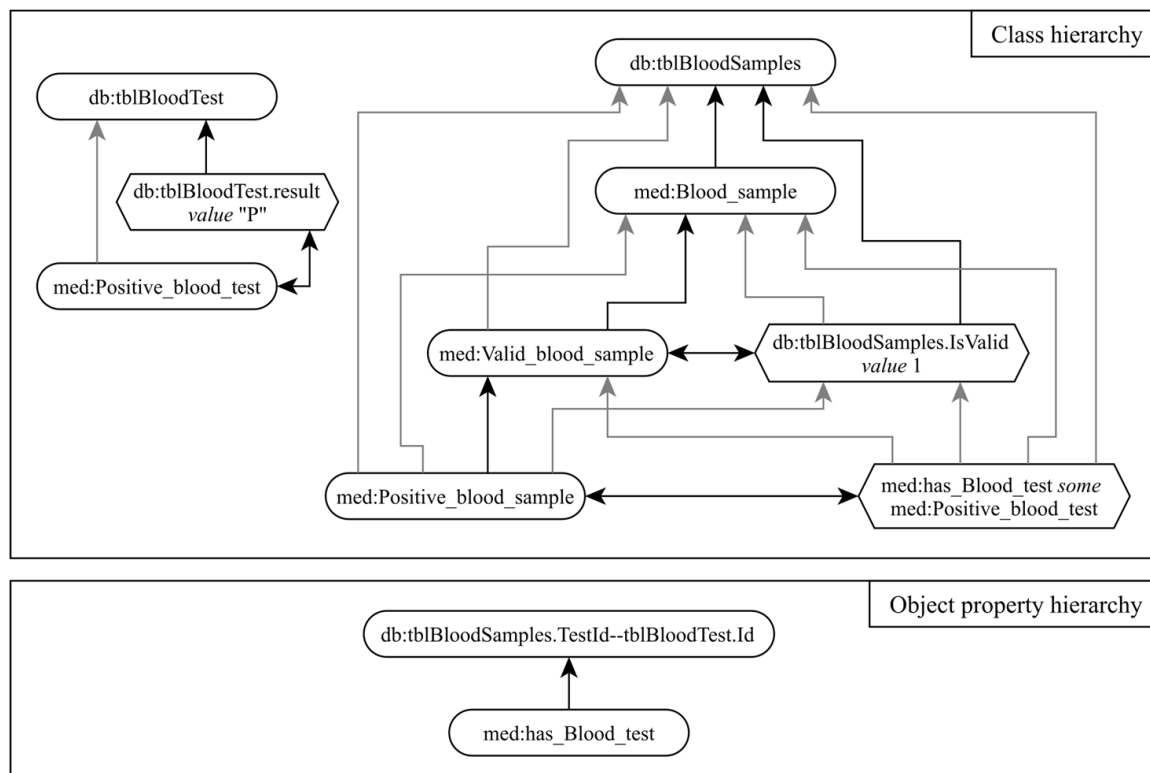 Class hierarchy
db:tblBloodSamples
db:tblBloodTest
db:tblBloodTest.result
value "P"
med:Blood_sample
med:Positive_blood_test
med:Valid_blood_sample
db:tblBloodSamples.IsValid
value 1
med:Positive_blood_sample
med:has_Blood_test some
med:Positive_blood_test
Object property hierarchy
db:tblBloodSamples.TestId--tblBloodTest.Id
med:has_Blood_test